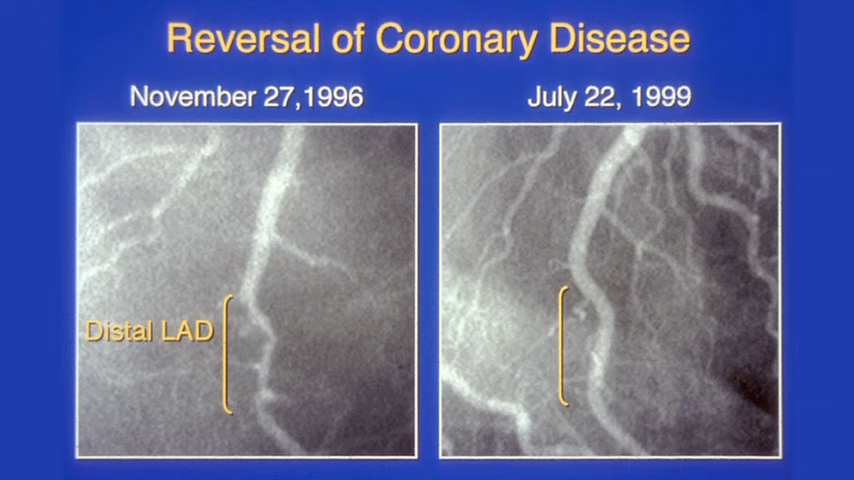 Reversal of Coronary Disease
November 27,1996
July 22, 1999
Distal LAD